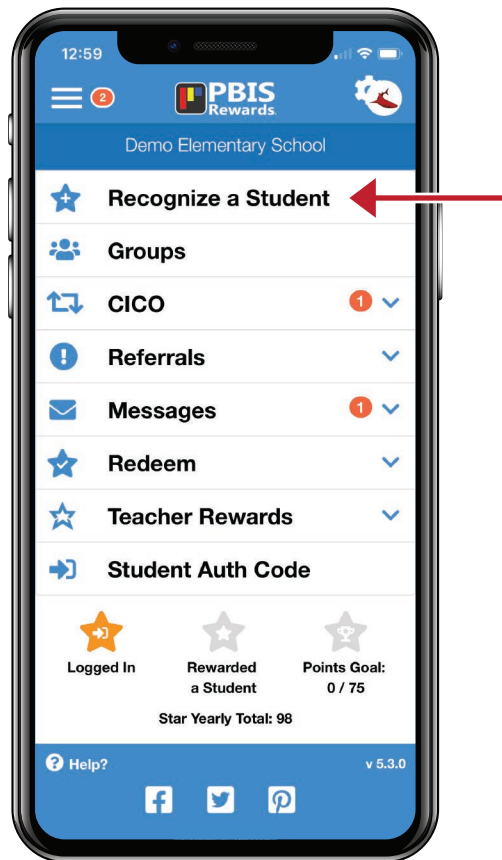 12:59
2
PBIS
Rewards
Demo Elementary School
Recognize a Student
Groups
CICO 1
Referrals
Messages 1
Redeem
Teacher Rewards
Student Auth Code
Logged In
Rewarded
a Student
Points Goal:
0 / 75
Star Yearly Total: 98
? Help? v 5.3.0